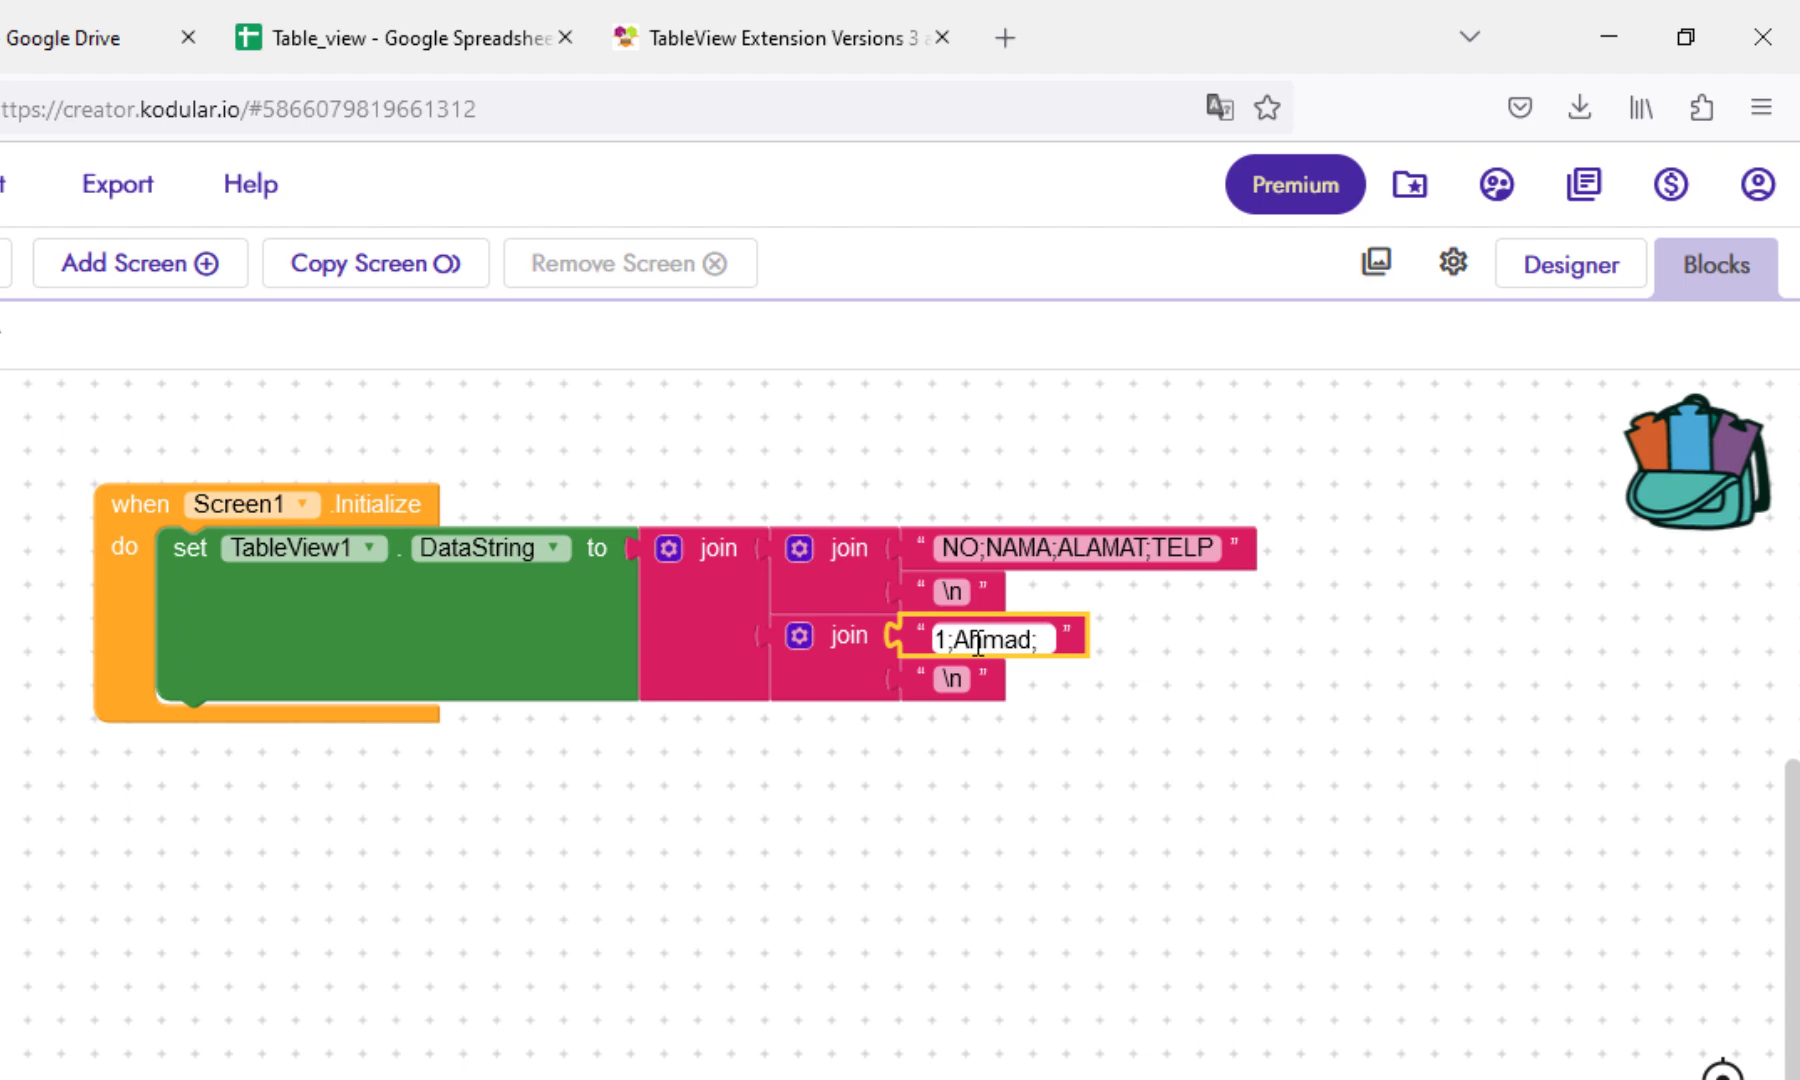 Google Drive
Table_view - Google Spreadshee
TableView Extension Versions 3
ttps://creator.kodular.io/#5866079819661312
t Export Help Premium
Add Screen Copy Screen Remove Screen Designer Blocks
when Screen1 .Initialize
do set TableView1 . DataString to join join “ NO;NAMA;ALAMAT;TELP ”
“ \n ”
join “ 1;Ahmad; ”
“ \n ”